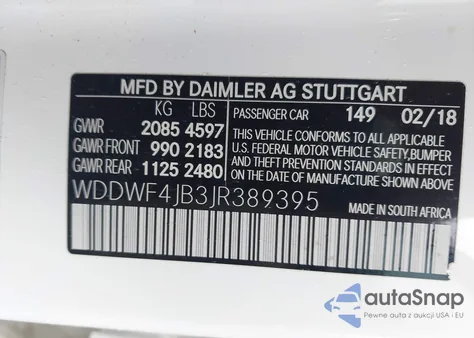 MFD BY DAIMLER AG STUTTGART
KG LBS
GVWR 2085 4597
GAWR FRONT 990 2183
GAWR REAR 1125 2480
PASSENGER CAR 149 02/18
THIS VEHICLE CONFORMS TO ALL APPLICABLE
U.S. FEDERAL MOTOR VEHICLE SAFETY, BUMPER
AND THEFT PREVENTION STANDARDS IN EFFECT
ON THE DATE OF MANUFACTURE SHOWN ABOVE
WDDWF4JB3JR389395
MADE IN SOUTH AFRICA
autoSnap
Pewne auta z aukcji USA i EU